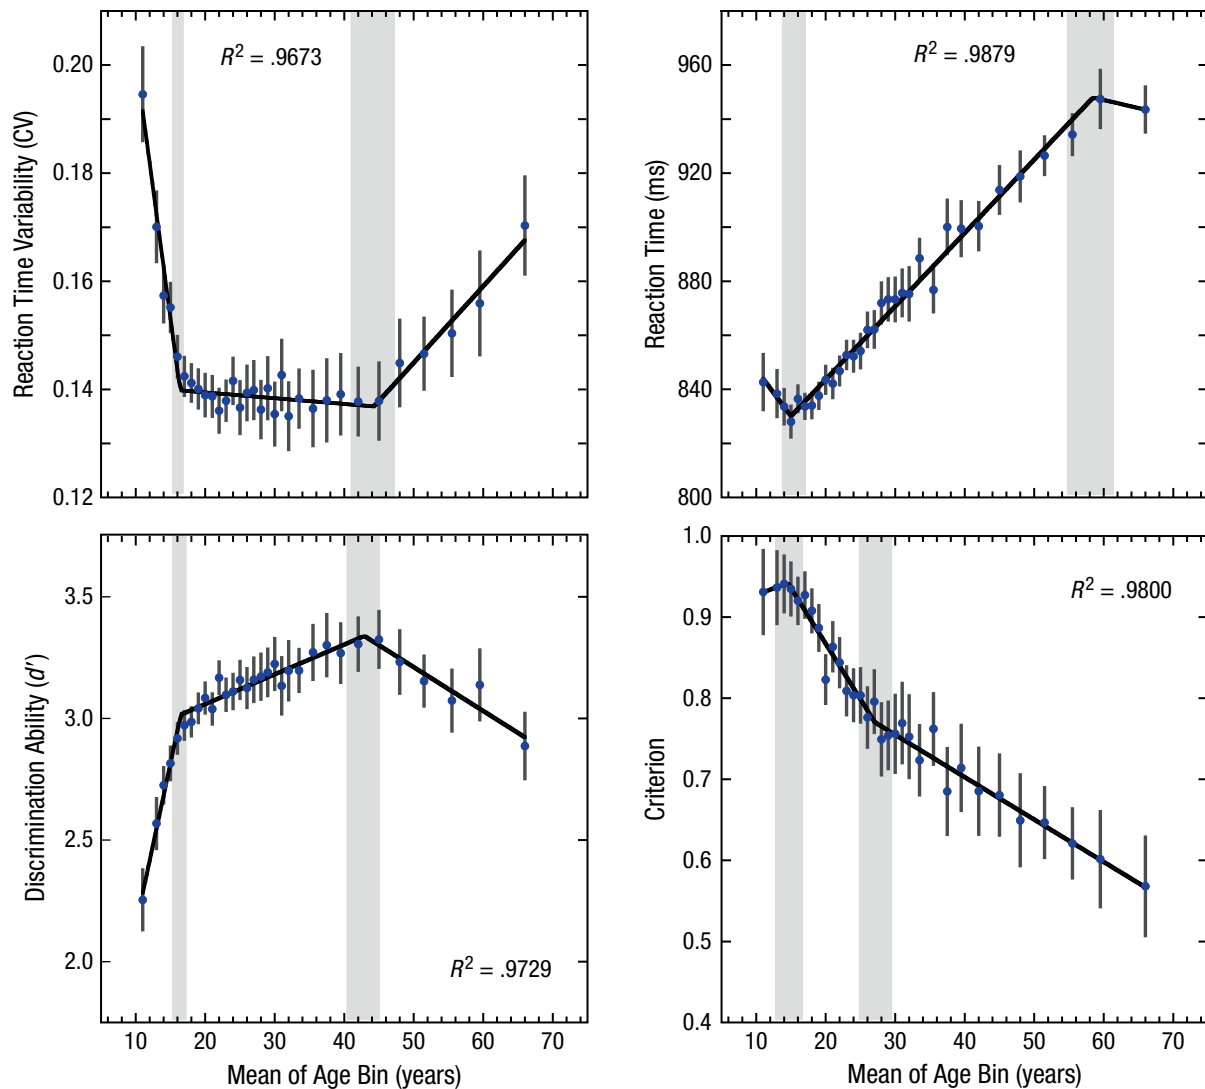 Reaction Time Variability (CV)
0.20
0.18
0.16
0.14
0.12
R² = .9673
Reaction Time (ms)
960
920
880
840
800
R² = .9879
Discrimination Ability (d′)
3.5
3.0
2.5
2.0
R² = .9729
10 20 30 40 50 60 70
Mean of Age Bin (years)
Criterion
1.0
0.9
0.8
0.7
0.6
0.5
0.4
R² = .9800
10 20 30 40 50 60 70
Mean of Age Bin (years)